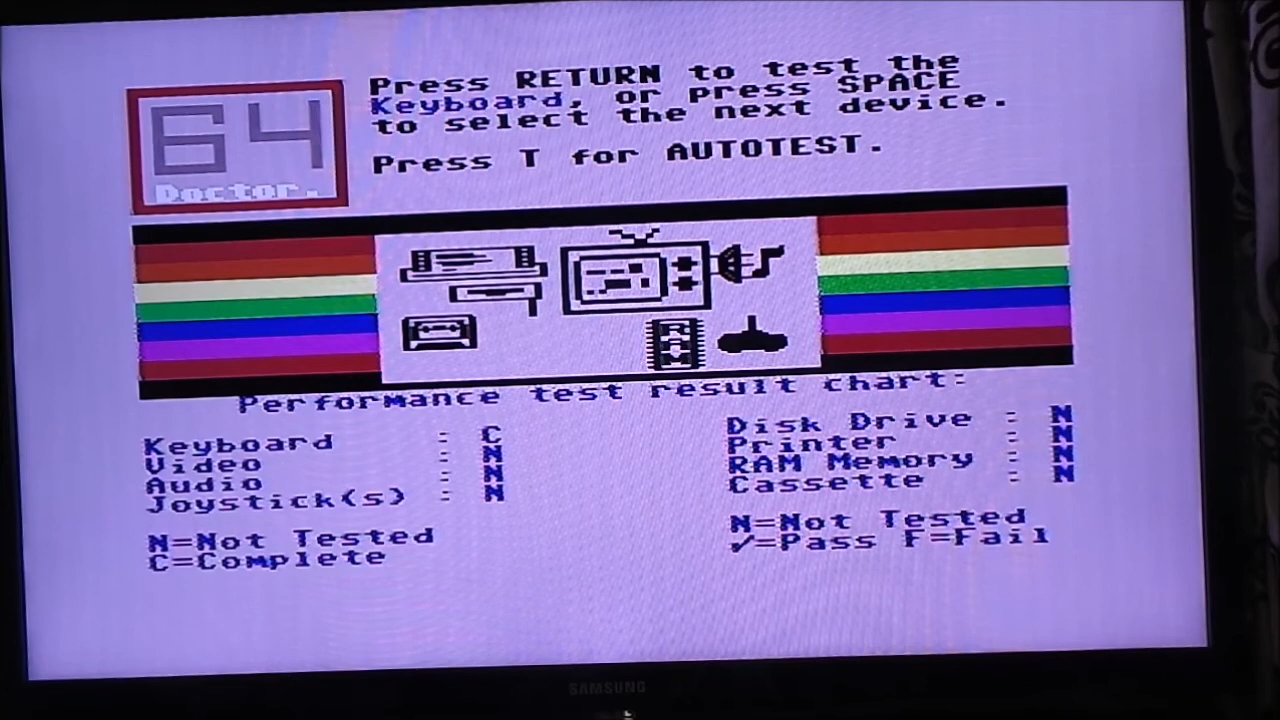 64
Doctor.
Press RETURN to test the
Keyboard, or press SPACE
to select the next device.
Press T for AUTOTEST.
RAM
Performance test result chart:
Keyboard : C
Video : N
Audio : N
Joystick(s) : N
N=Not Tested
C=Complete
Disk Drive : N
Printer : N
RAM Memory : N
Cassette : N
N=Not Tested
✓=Pass F=Fail
SAMSUNG